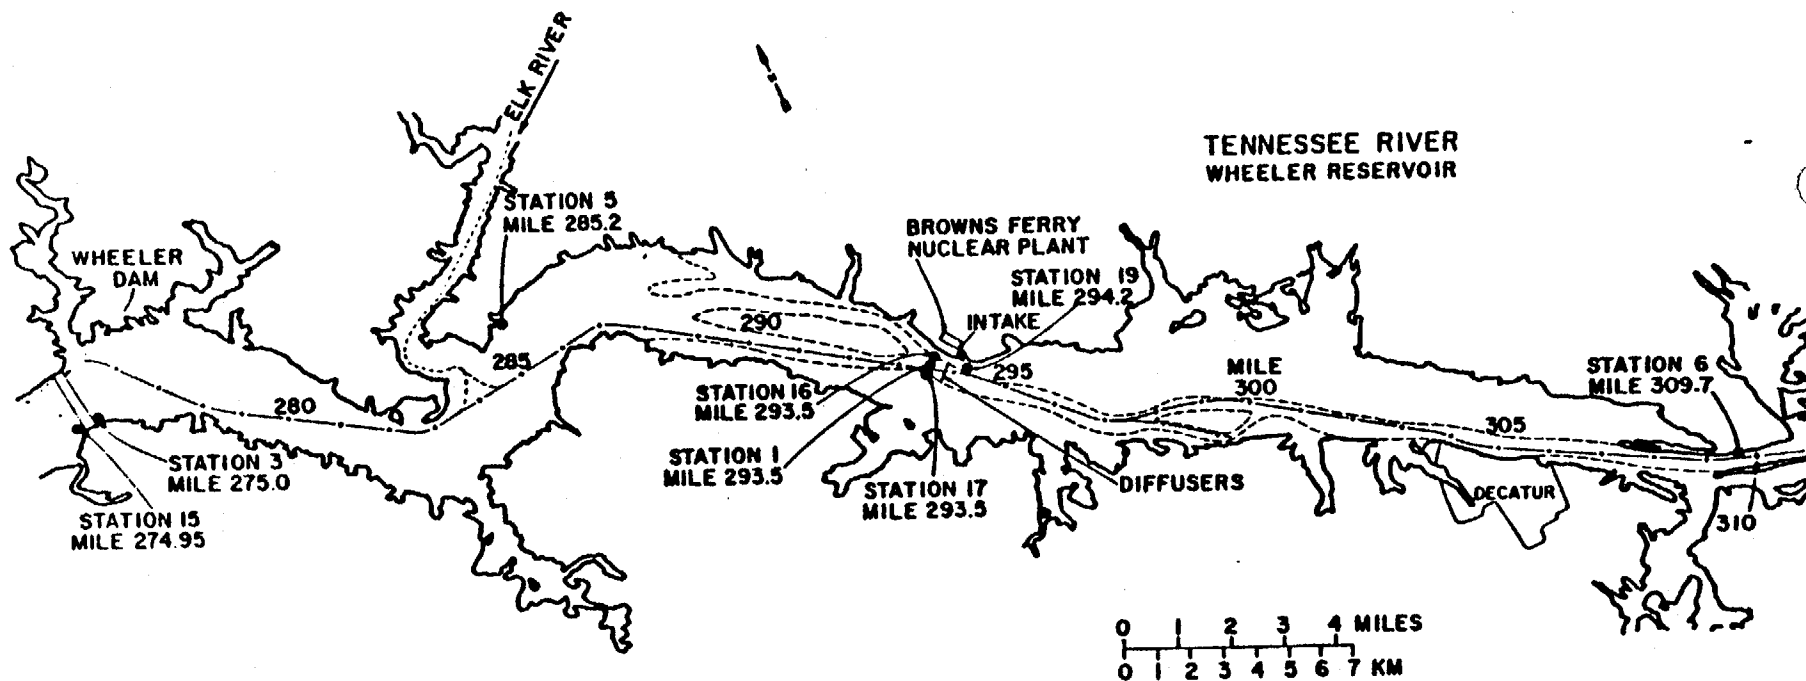 ELK RIVER
TENNESSEE RIVER
WHEELER RESERVOIR
STATION 5
MILE 285.2
BROWNS FERRY
NUCLEAR PLANT
WHEELER
DAM
STATION 19
MILE 294.2
INTAKE
290
285
295
MILE
300
STATION 6
MILE 309.7
280
STATION 16
MILE 293.5
305
STATION 3
MILE 275.0
STATION 1
MILE 293.5
STATION 17
MILE 293.5
DIFFUSERS
DECATUR
310
STATION 15
MILE 274.95
0 1 2 3 4 MILES
0 1 2 3 4 5 6 7 KM